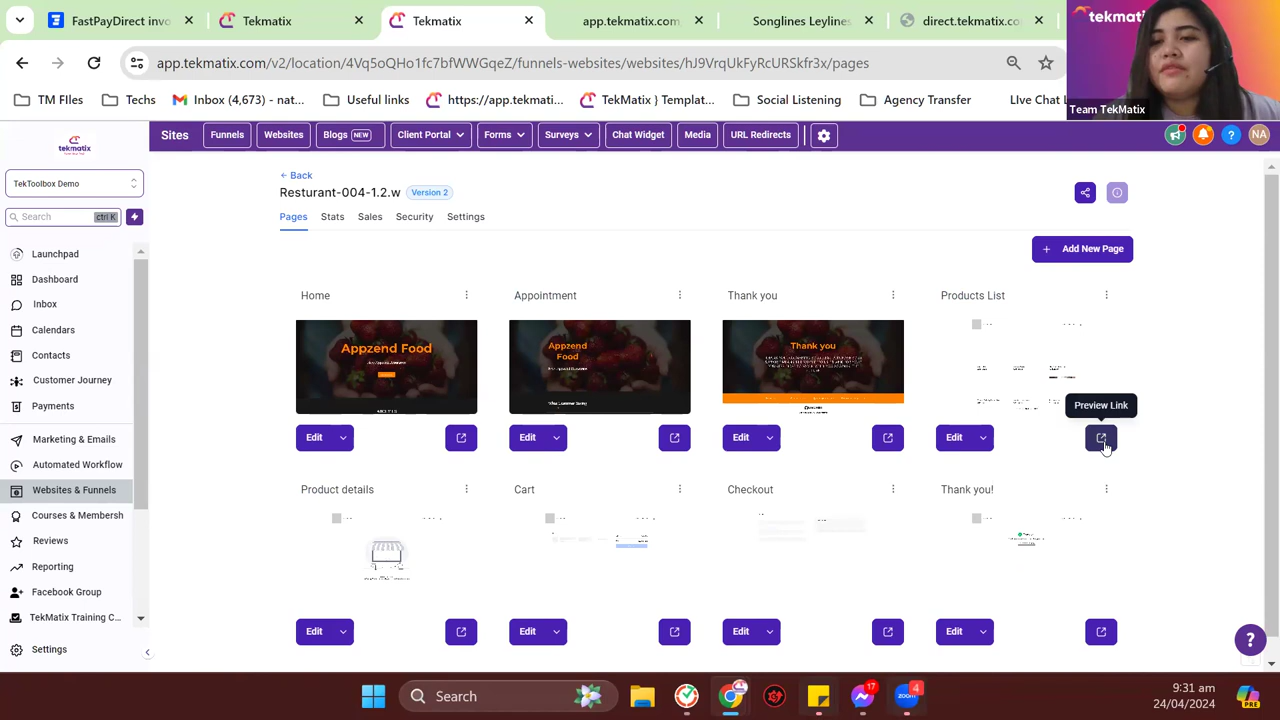 FastPayDirect invo
Tekmatix
Tekmatix
app.tekmatix.com
Songlines Leylines
direct.tekmatix.co
app.tekmatix.com/v2/location/4Vq5oQHo1fc7bfWWGqeZ/funnels-websites/websites/hJ9VrqUkFyRcURSkfr3x/pages
TM FIles
Techs
Inbox (4,673) – nat...
Useful links
https://app.tekmati...
TekMatix } Templat...
Social Listening
Agency Transfer
LIve Chat
tekmatix
Team TekMatix
tekmatix
Sites
Funnels
Websites
Blogs NEW
Client Portal
Forms
Surveys
Chat Widget
Media
URL Redirects
NA
TekToolbox Demo
Search
ctrl K
Launchpad
Dashboard
Inbox
Calendars
Contacts
Customer Journey
Payments
Marketing & Emails
Automated Workflow
Websites & Funnels
Courses & Membersh
Reviews
Reporting
Facebook Group
TekMatix Training C...
Settings
Back
Resturant-004-1.2.w
Version 2
Pages
Stats
Sales
Security
Settings
+ Add New Page
Home
Appointment
Thank you
Products List
Appzend Food
Appzend
Food
Thank you
Preview Link
Edit
Edit
Edit
Edit
Product details
Cart
Checkout
Thank you!
Edit
Edit
Edit
Edit
Search
17
4
9:31 am
24/04/2024
PRE